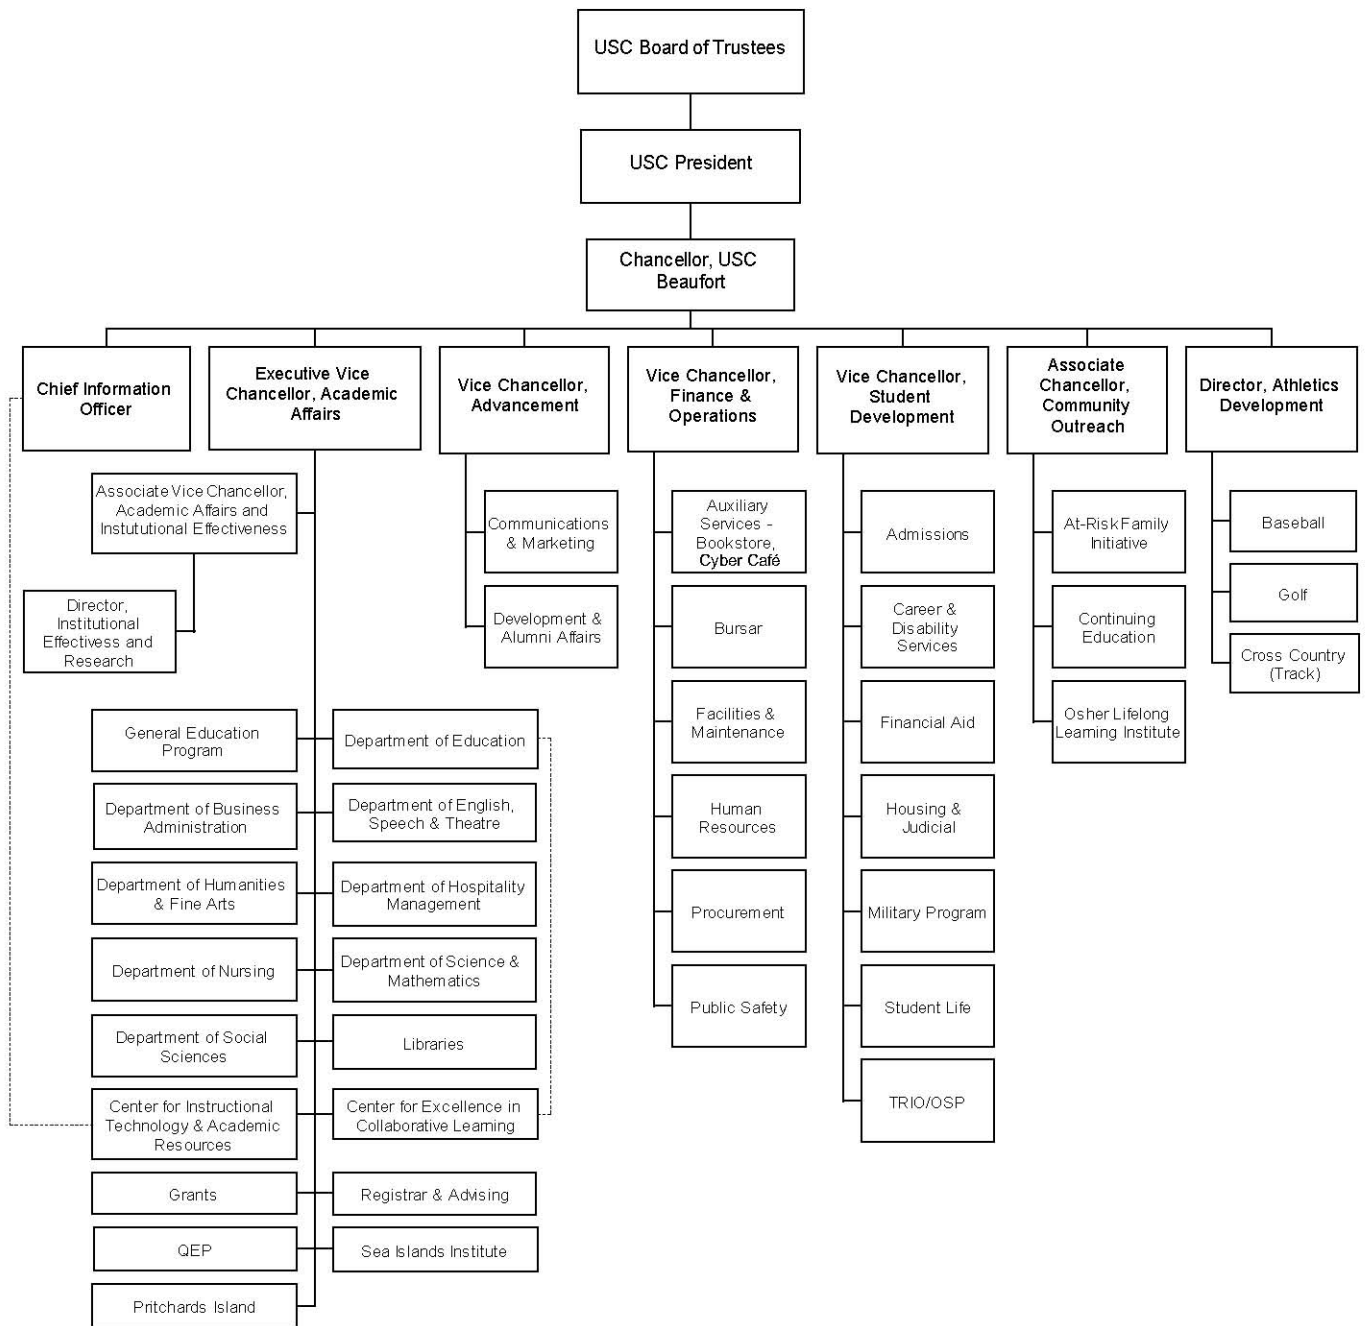 USC Board of Trustees
USC President
Chancellor, USC
Beaufort
Chief Information
Officer
Executive Vice
Chancellor, Academic
Affairs
Vice Chancellor,
Advancement
Vice Chancellor,
Finance &
Operations
Vice Chancellor,
Student
Development
Associate
Chancellor,
Community
Outreach
Director, Athletics
Development
Associate Vice Chancellor,
Academic Affairs and
Instutional Effectiveness
Director,
Institutional
Effectivess and
Research
General Education
Program
Department of Education
Department of Business
Administration
Department of English,
Speech & Theatre
Department of Humanities
& Fine Arts
Department of Hospitality
Management
Department of Nursing
Department of Science &
Mathematics
Department of Social
Sciences
Libraries
Center for Instructional
Technology & Academic
Resources
Center for Excellence in
Collaborative Learning
Grants
Registrar & Advising
QEP
Sea Islands Institute
Pritchards Island
Communications
& Marketing
Development &
Alumni Affairs
Auxiliary
Services -
Bookstore,
Cyber Café
Bursar
Facilities &
Maintenance
Human
Resources
Procurement
Public Safety
Admissions
Career &
Disability
Services
Financial Aid
Housing &
Judicial
Military Program
Student Life
TRIO/OSP
At-Risk Family
Initiative
Continuing
Education
Osher Lifelong
Learning Institute
Baseball
Golf
Cross Country
(Track)